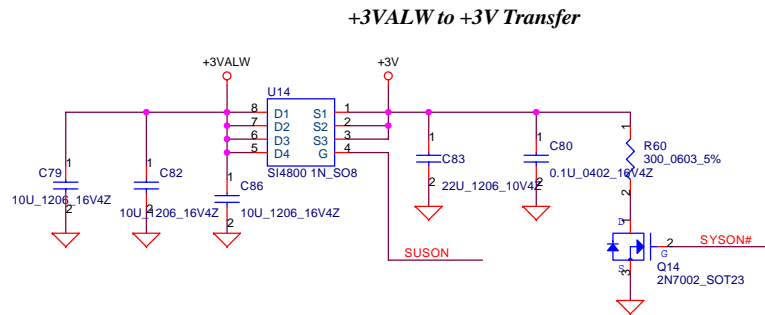 +3VALW to +3V Transfer
+3VALW
+3V
U14
8 D1 S1 1
7 D2 S2 2
6 D3 S3 3
5 D4 G 4
SI4800 1N_SO8
1
C79
10U_1206_16V4Z
2
1
C82
10U_1206_16V4Z
2
1
C86
10U_1206_16V4Z
2
1
C83
22U_1206_10V4Z
2
1
C80
0.1U_0402_16V4Z
2
1
R60
300_0603_5%
2
SUSON
D
1
2
G
SYSON#
S
3
Q14
2N7002_SOT23